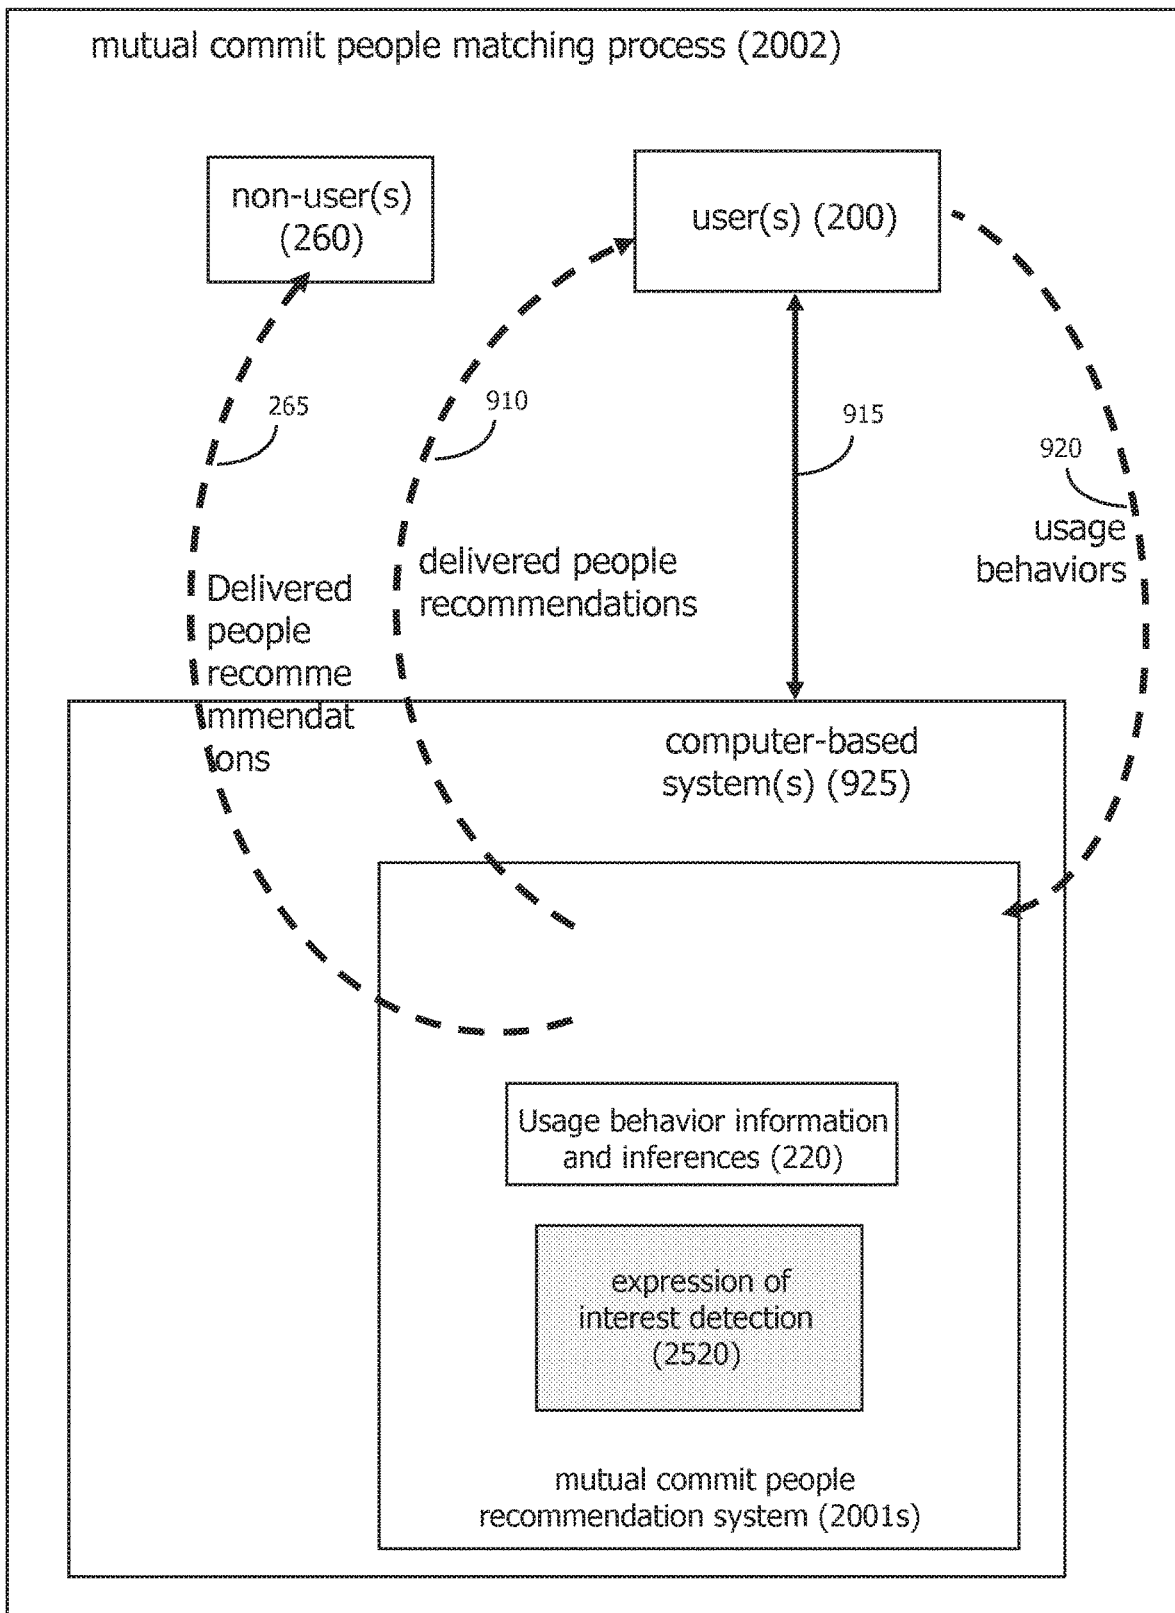 mutual commit people matching process (2002)
non-user(s)
(260)
user(s) (200)
265
910
915
920
usage
behaviors
delivered people
recommendations
Delivered
people
recomme
mmendat
ions
computer-based
system(s) (925)
Usage behavior information
and inferences (220)
expression of
interest detection
(2520)
mutual commit people
recommendation system (2001s)